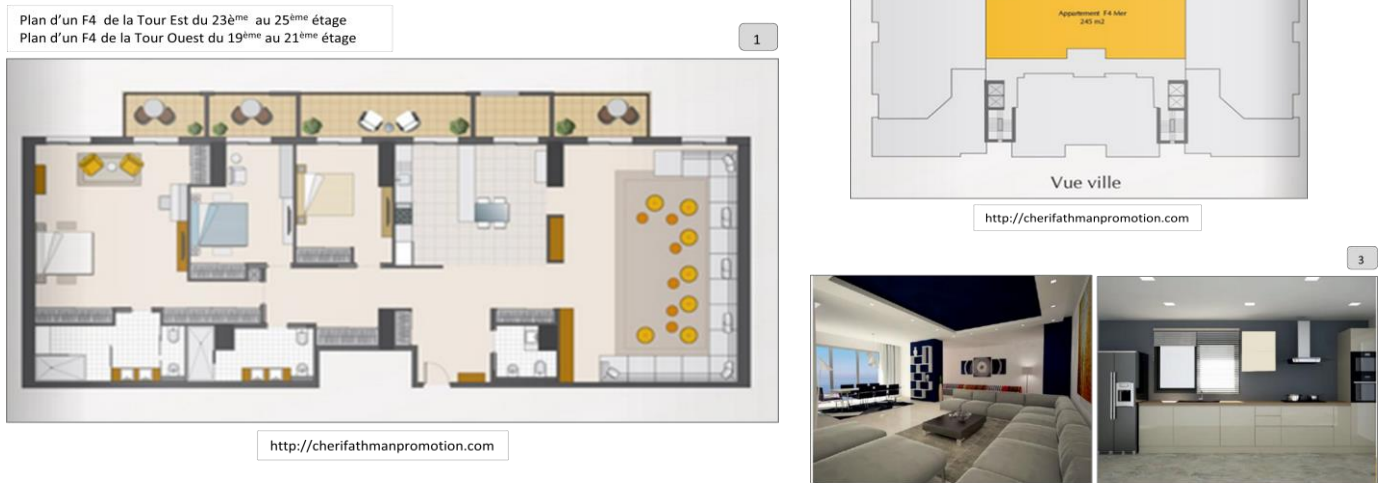 Plan d'un F4 de la Tour Est du 23ème au 25ème étage
Plan d'un F4 de la Tour Ouest du 19ème au 21ème étage
1
http://cherifathmanpromotion.com
Appartement F4 Mer
245 m2
Vue ville
http://cherifathmanpromotion.com
3